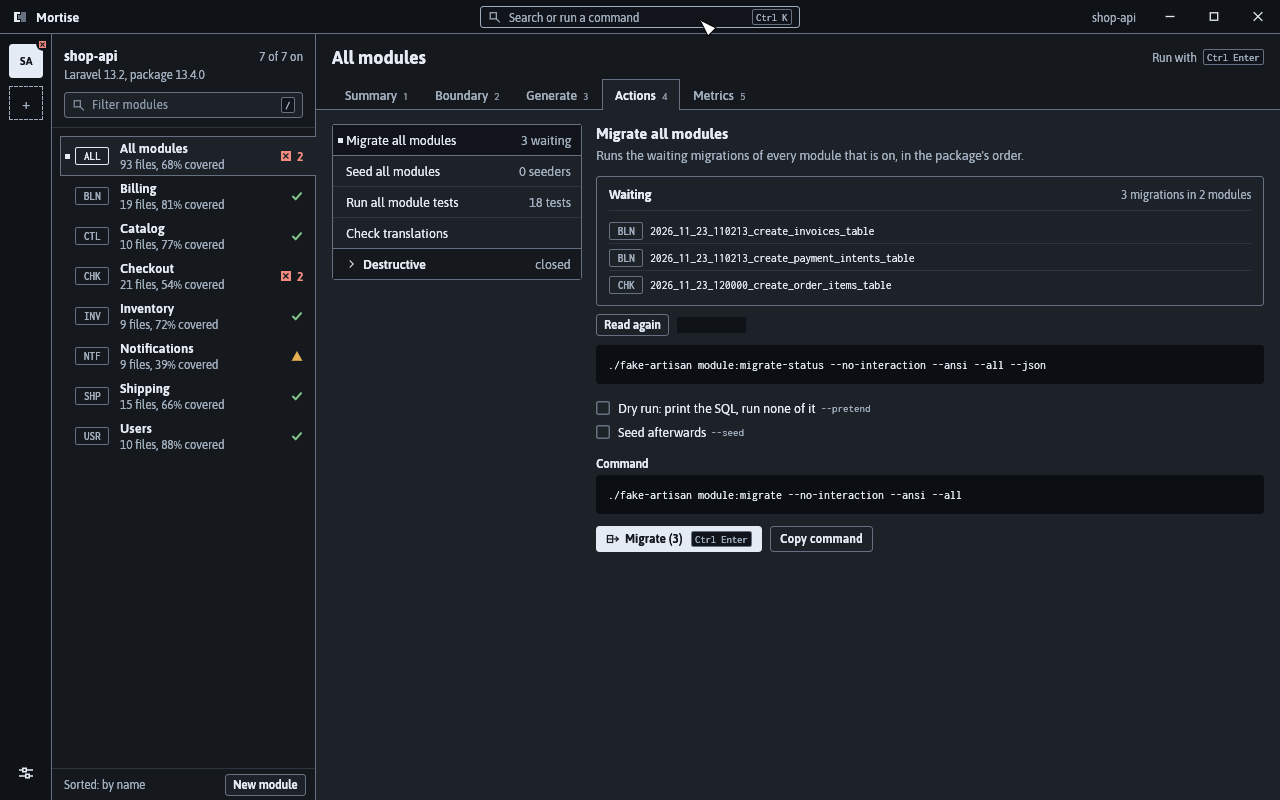 Mortise
Search or run a command
Ctrl K
shop-api
SA
+
shop-api
7 of 7 on
Laravel 13.2, package 13.4.0
Filter modules
/
ALL
All modules
93 files, 68% covered
2
BLN
Billing
19 files, 81% covered
CTL
Catalog
10 files, 77% covered
CHK
Checkout
21 files, 54% covered
2
INV
Inventory
9 files, 72% covered
NTF
Notifications
9 files, 39% covered
SHP
Shipping
15 files, 66% covered
USR
Users
10 files, 88% covered
Sorted: by name
New module
All modules
Run with Ctrl Enter
Summary 1
Boundary 2
Generate 3
Actions 4
Metrics 5
Migrate all modules
3 waiting
Seed all modules
0 seeders
Run all module tests
18 tests
Check translations
Destructive
closed
Migrate all modules
Runs the waiting migrations of every module that is on, in the package's order.
Waiting
3 migrations in 2 modules
BLN 2026_11_23_110213_create_invoices_table
BLN 2026_11_23_110213_create_payment_intents_table
CHK 2026_11_23_120000_create_order_items_table
Read again
./fake-artisan module:migrate-status --no-interaction --ansi --all --json
Dry run: print the SQL, run none of it --pretend
Seed afterwards --seed
Command
./fake-artisan module:migrate --no-interaction --ansi --all
Migrate (3) Ctrl Enter
Copy command